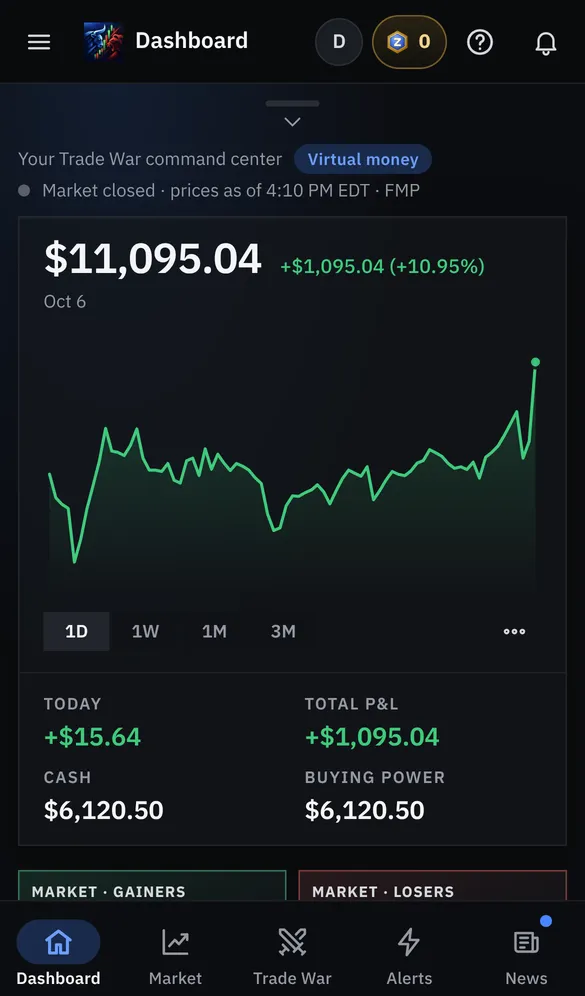 Dashboard
D
Z 0
Your Trade War command center Virtual money
Market closed · prices as of 4:10 PM EDT · FMP
$11,095.04 +$1,095.04 (+10.95%)
Oct 6
1D 1W 1M 3M
TODAY TOTAL P&L
+$15.64 +$1,095.04
CASH BUYING POWER
$6,120.50 $6,120.50
MARKET · GAINERS MARKET · LOSERS
Dashboard Market Trade War Alerts News